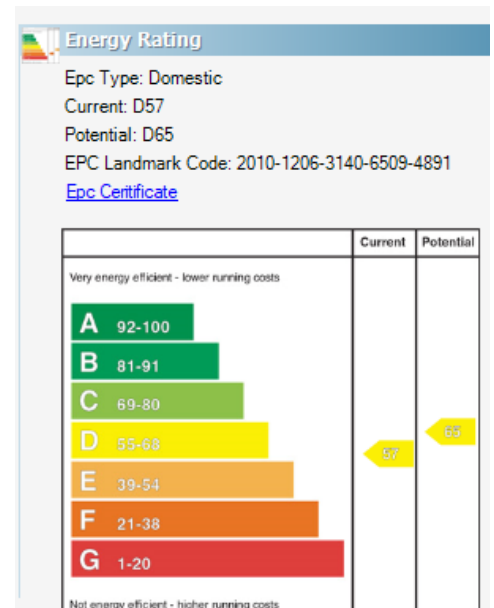 Energy Rating
Epc Type: Domestic
Current: D57
Potential: D65
EPC Landmark Code: 2010-1206-3140-6509-4891
Epc Ceritificate
Current Potential
Very energy efficient - lower running costs
A 92-100
B 81-91
C 69-80
D 55-68
65
57
E 39-54
F 21-38
G 1-20
Not energy efficient - higher running costs